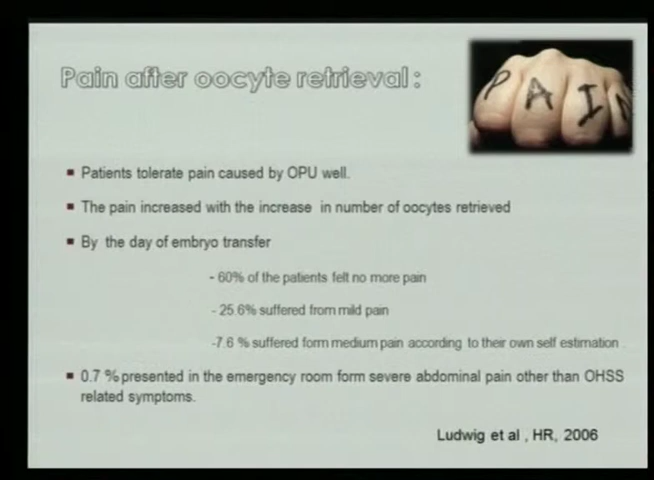 Pain after oocyte retrieval :
PAIN
Patients tolerate pain caused by OPU well.
The pain increased with the increase in number of oocytes retrieved
By the day of embryo transfer
- 60% of the patients felt no more pain
- 25.6% suffered from mild pain
-7.6 % suffered form medium pain according to their own self estimation
0.7 % presented in the emergency room form severe abdominal pain other than OHSS
related symptoms.
Ludwig et al , HR, 2006